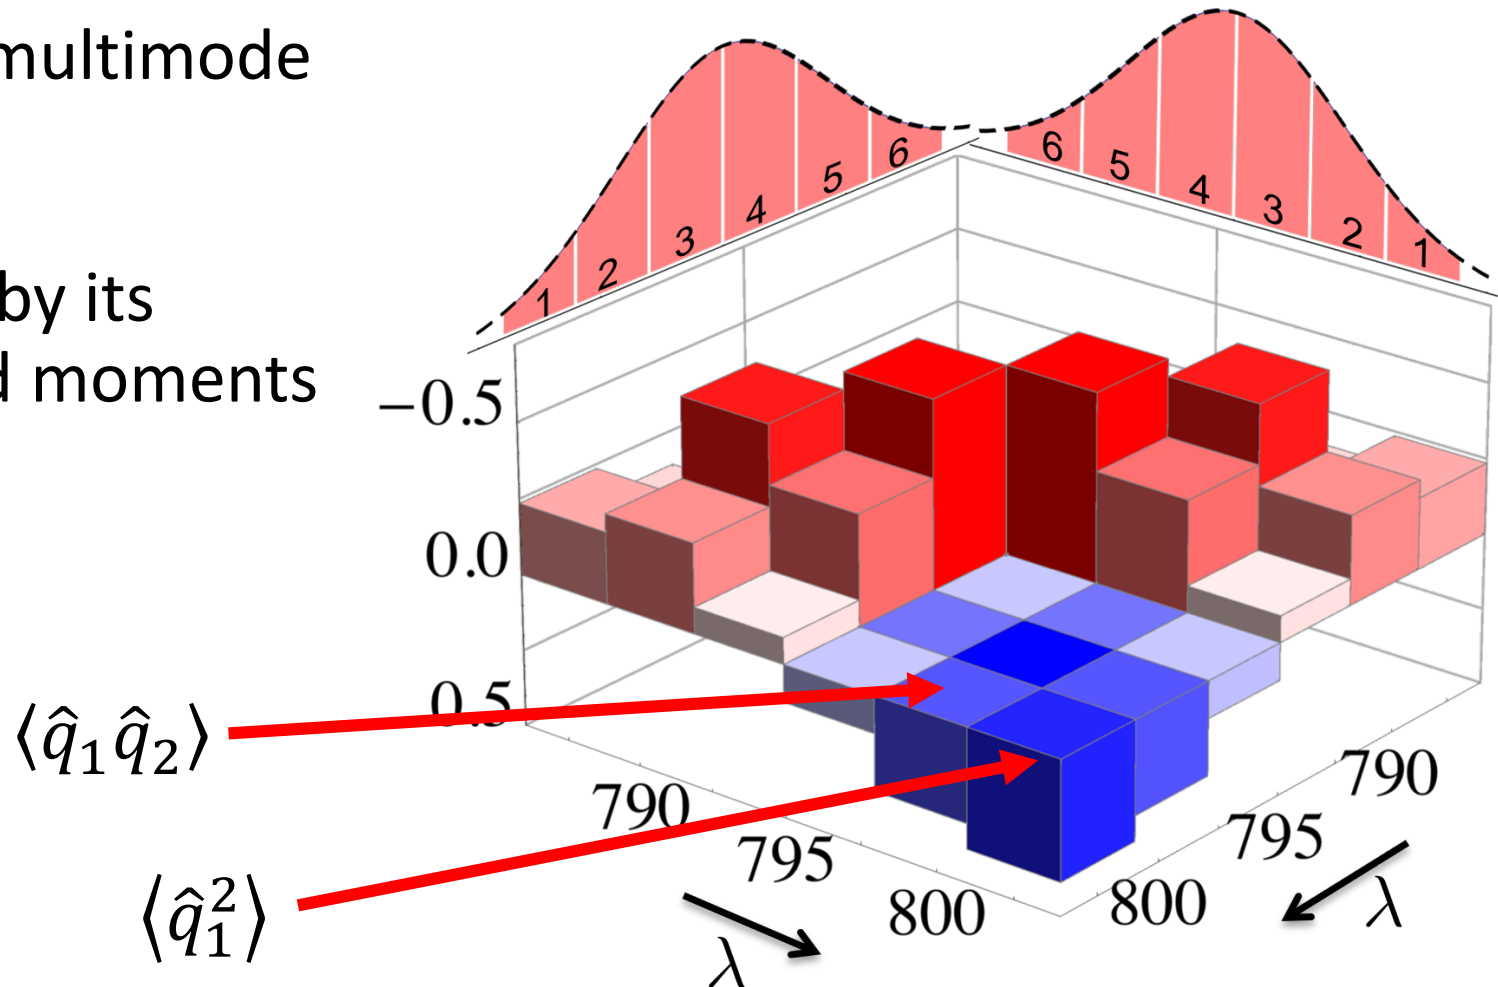 multimode
by its
d moments
1 2 3 4 5 6
6 5 4 3 2 1
−0.5
0.0
0.5
790
795
800
λ
790
795
800
λ
⟨q̂₁q̂₂⟩
⟨q̂₁²⟩